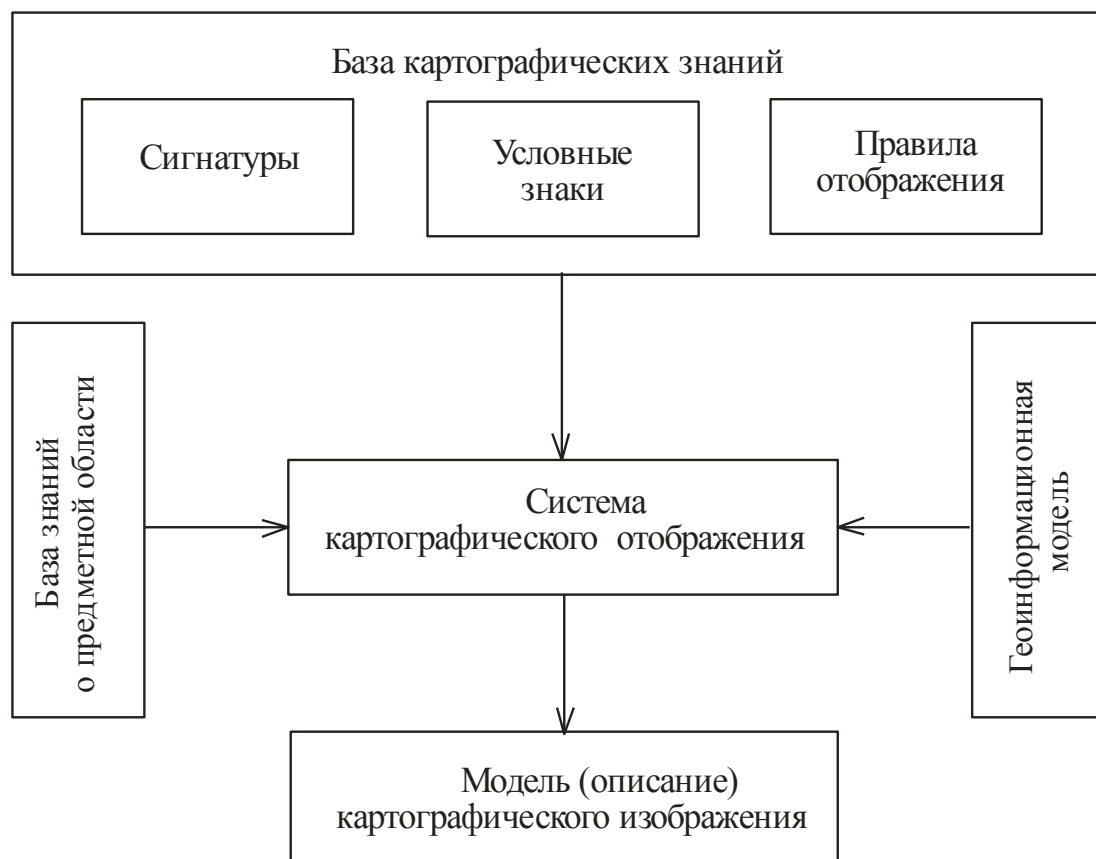 База картографических знаний
Сигнатуры
Условные
знаки
Правила
отображения
База знаний
о предметной области
Система
картографического отображения
Геоинформационная
модель
Модель (описание)
картографического изображения